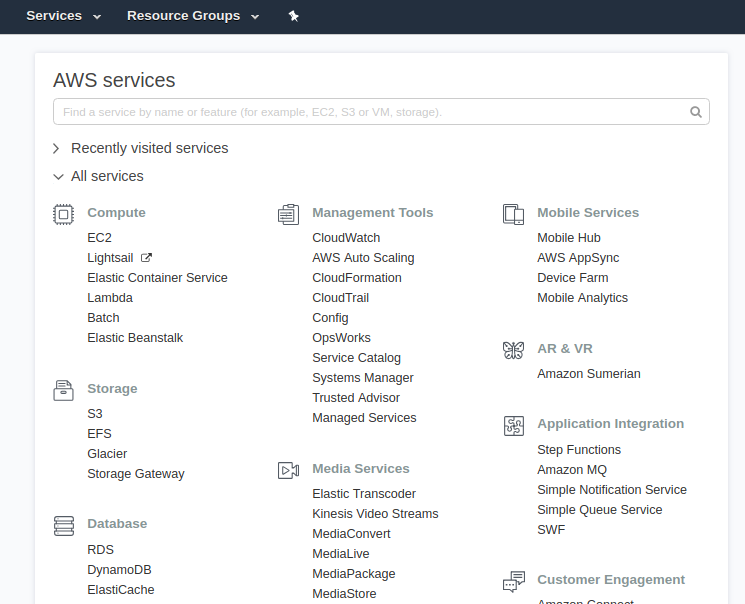 Services Resource Groups
AWS services
Find a service by name or feature (for example, EC2, S3 or VM, storage).
Recently visited services
All services
Compute
EC2
Lightsail
Elastic Container Service
Lambda
Batch
Elastic Beanstalk
Storage
S3
EFS
Glacier
Storage Gateway
Database
RDS
DynamoDB
ElastiCache
Management Tools
CloudWatch
AWS Auto Scaling
CloudFormation
CloudTrail
Config
OpsWorks
Service Catalog
Systems Manager
Trusted Advisor
Managed Services
Media Services
Elastic Transcoder
Kinesis Video Streams
MediaConvert
MediaLive
MediaPackage
MediaStore
Mobile Services
Mobile Hub
AWS AppSync
Device Farm
Mobile Analytics
AR & VR
Amazon Sumerian
Application Integration
Step Functions
Amazon MQ
Simple Notification Service
Simple Queue Service
SWF
Customer Engagement
Amazon Connect